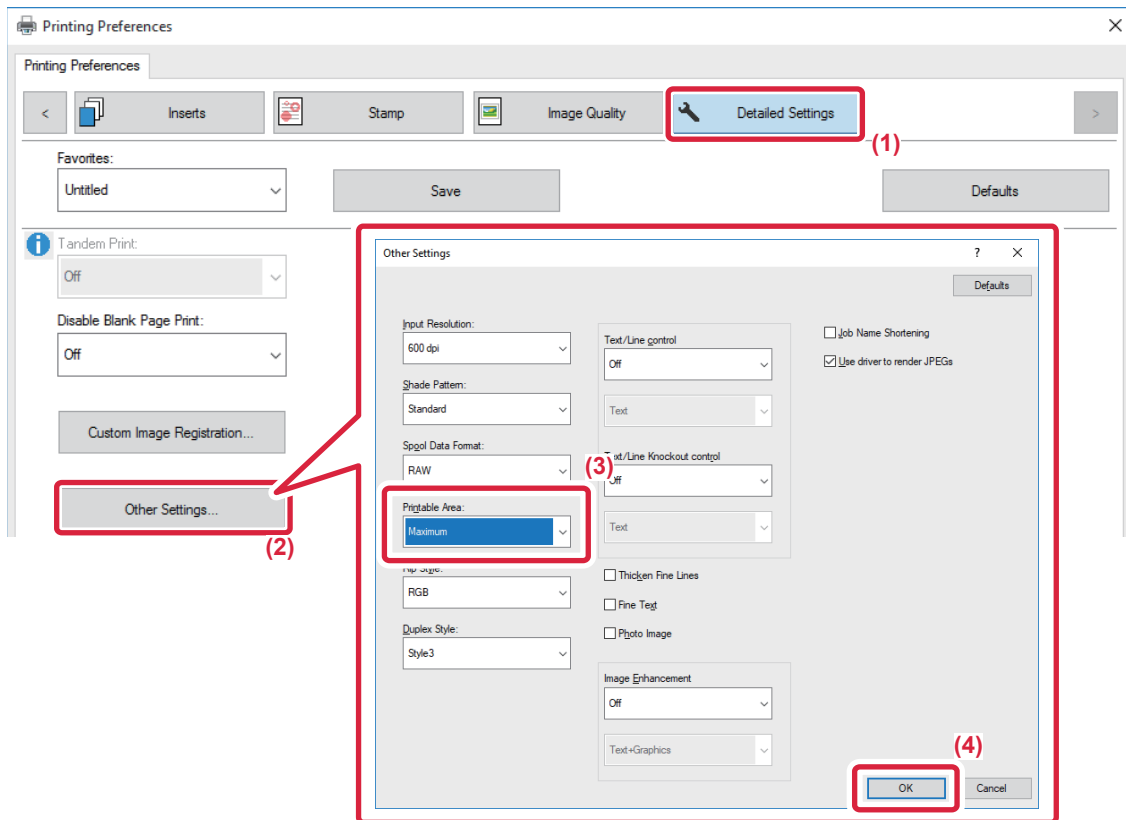 Printing Preferences
Printing Preferences
<
Inserts
Stamp
Image Quality
Detailed Settings
>
(1)
Favorites:
Untitled
Save
Defaults
Tandem Print:
Off
Disable Blank Page Print:
Off
Custom Image Registration...
Other Settings...
(2)
Other Settings
?
Defaults
Input Resolution:
600 dpi
Shade Pattern:
Standard
Spool Data Format:
RAW
(3)
Printable Area:
Maximum
Rip Style:
RGB
Duplex Style:
Style3
Text/Line control
Off
Text
Text/Line Knockout control
Off
Text
Thicken Fine Lines
Fine Text
Photo Image
Image Enhancement
Off
Text+Graphics
Job Name Shortening
Use driver to render JPEGs
(4)
OK
Cancel